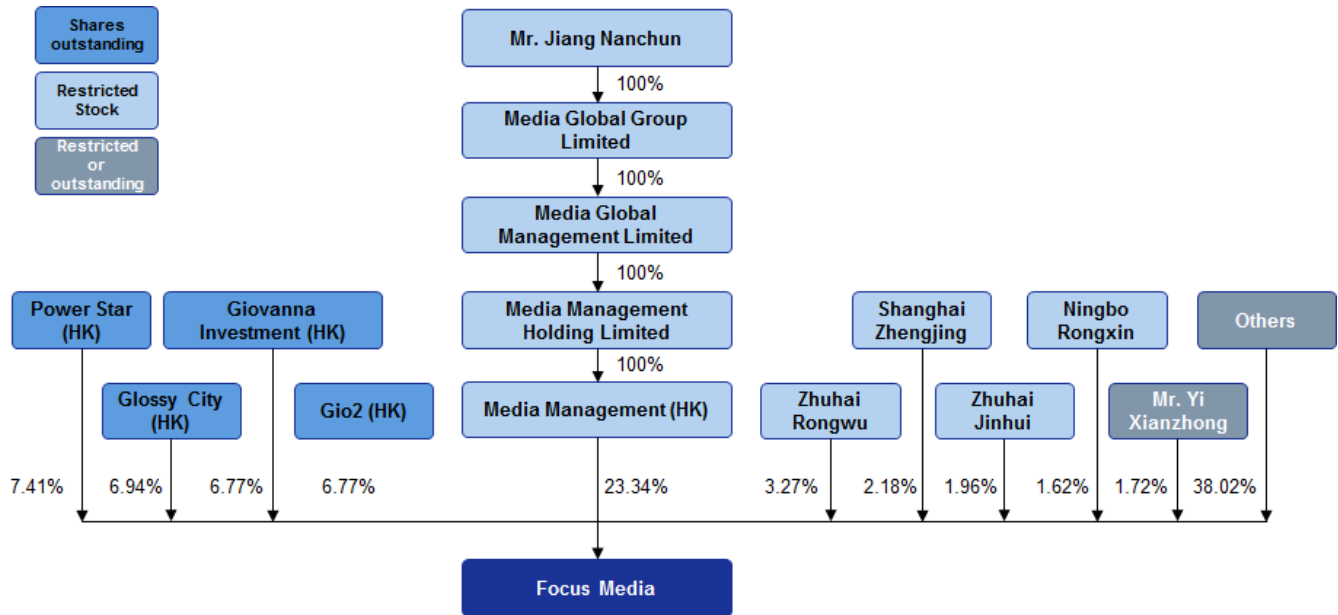 Shares
outstanding
Restricted
Stock
Restricted
or
outstanding
Mr. Jiang Nanchun
100%
Media Global Group
Limited
100%
Media Global
Management Limited
100%
Media Management
Holding Limited
100%
Media Management (HK)
Power Star
(HK)
Giovanna
Investment (HK)
Glossy City
(HK)
Gio2 (HK)
Shanghai
Zhengjing
Ningbo
Rongxin
Others
Zhuhai
Rongwu
Zhuhai
Jinhui
Mr. Yi
Xianzhong
7.41%
6.94%
6.77%
6.77%
23.34%
3.27%
2.18%
1.96%
1.62%
1.72%
38.02%
Focus Media